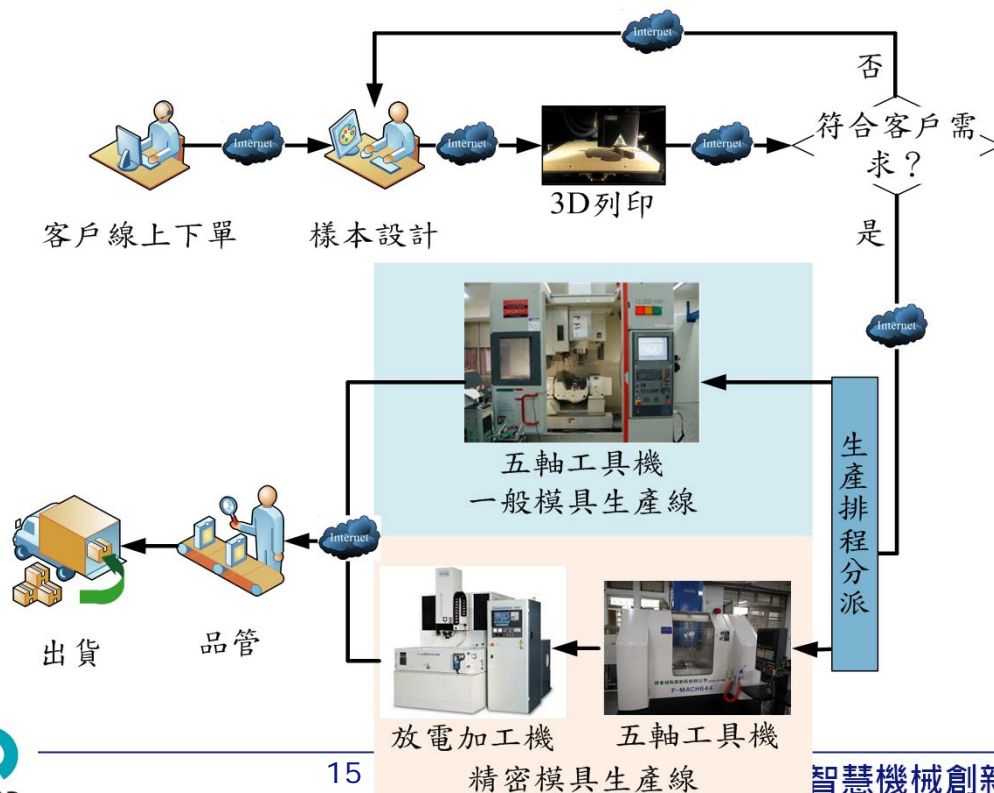 Internet
否
符合客戶需
求？
Internet
Internet
Internet
3D列印
客戶線上下單
樣本設計
是
Internet
五軸工具機
一般模具生產線
生產排程分派
Internet
出貨
品管
F-MACH644
放電加工機
五軸工具機
精密模具生產線
15
智慧機械創新